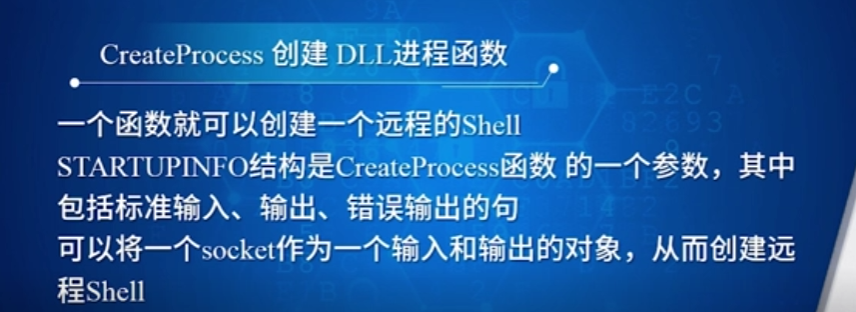 CreateProcess 创建 DLL进程函数
一个函数就可以创建一个远程的Shell
STARTUPINFO结构是CreateProcess函数 的一个参数，其中
包括标准输入、输出、错误输出的句
可以将一个socket作为一个输入和输出的对象，从而创建远
程Shell